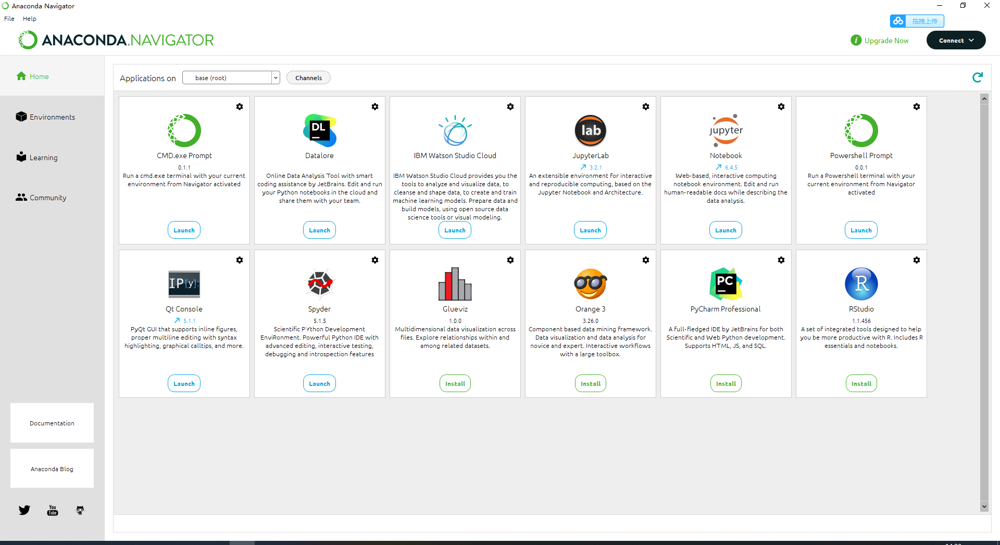 Anaconda Navigator
File Help
拖拽上传
ANACONDA.NAVIGATOR
Upgrade Now
Connect
Home
Environments
Learning
Community
Documentation
Anaconda Blog
You
Tube
Applications on
base (root)
Channels
CMD.exe Prompt
0.1.1
Run a cmd.exe terminal with your current
environment from Navigator activated
Launch
DL
Datalore
Online Data Analysis Tool with smart
coding assistance by JetBrains. Edit and run
your Python notebooks in the cloud and
share them with your team.
Launch
IBM Watson Studio Cloud
IBM Watson Studio Cloud provides you the
tools to analyze and visualize data, to
cleanse and shape data, to create and train
machine learning models. Prepare data and
build models, using open source data
science tools or visual modeling.
Launch
lab
JupyterLab
3.2.1
An extensible environment for interactive
and reproducible computing, based on the
Jupyter Notebook and Architecture.
Launch
jupyter
Notebook
6.4.5
Web-based, interactive computing
notebook environment. Edit and run
human-readable docs while describing the
data analysis.
Launch
Powershell Prompt
0.0.1
Run a Powershell terminal with your
current environment from Navigator
activated
Launch
IP[y]:
Qt Console
5.1.1
PyQt GUI that supports inline figures,
proper multiline editing with syntax
highlighting, graphical calltips, and more.
Launch
Spyder
5.1.5
Scientific PYthon Development
EnviRonment. Powerful Python IDE with
advanced editing, interactive testing,
debugging and introspection features
Launch
Glueviz
1.0.0
Multidimensional data visualization across
files. Explore relationships within and
among related datasets.
Install
Orange 3
3.26.0
Component based data mining framework.
Data visualization and data analysis for
novice and expert. Interactive workflows
with a large toolbox.
Install
PC
PyCharm Professional
A full-fledged IDE by JetBrains for both
Scientific and Web Python development.
Supports HTML, JS, and SQL.
Install
R
RStudio
1.1.456
A set of integrated tools designed to help
you be more productive with R. Includes R
essentials and notebooks.
Install